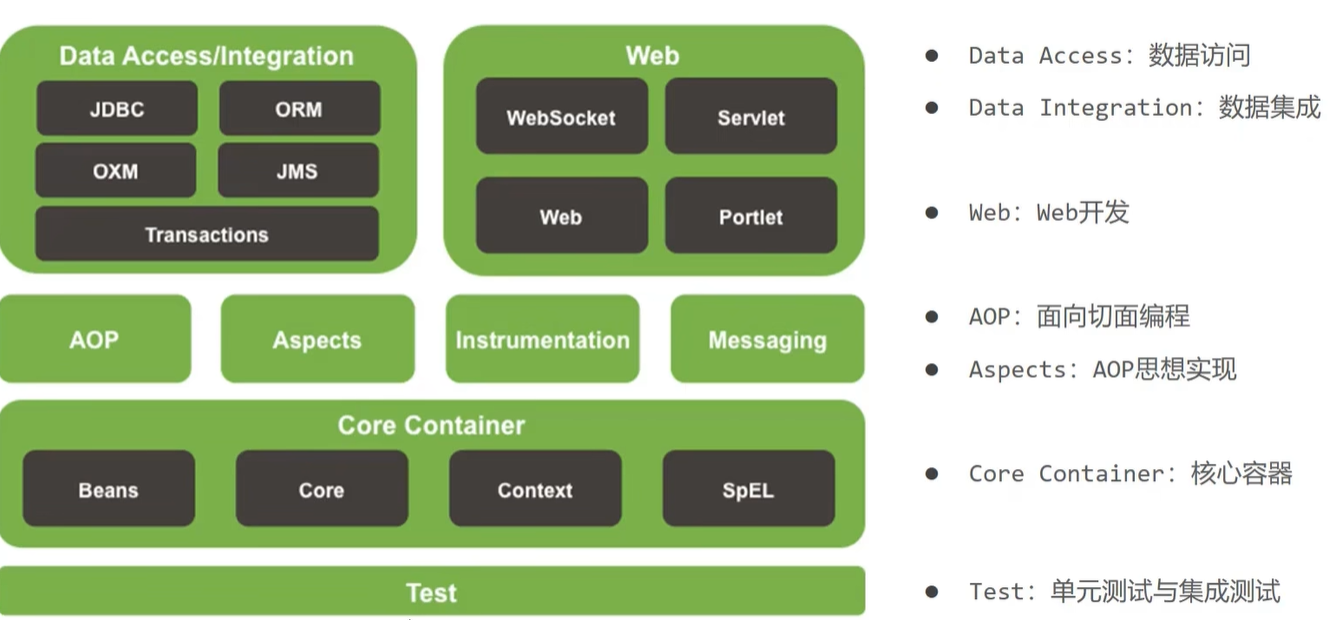 Data Access/Integration
JDBC
ORM
OXM
JMS
Transactions
Web
WebSocket
Servlet
Web
Portlet
AOP
Aspects
Instrumentation
Messaging
Core Container
Beans
Core
Context
SpEL
Test
● Data Access：数据访问
● Data Integration：数据集成
● Web：Web开发
● AOP：面向切面编程
● Aspects：AOP思想实现
● Core Container：核心容器
● Test：单元测试与集成测试